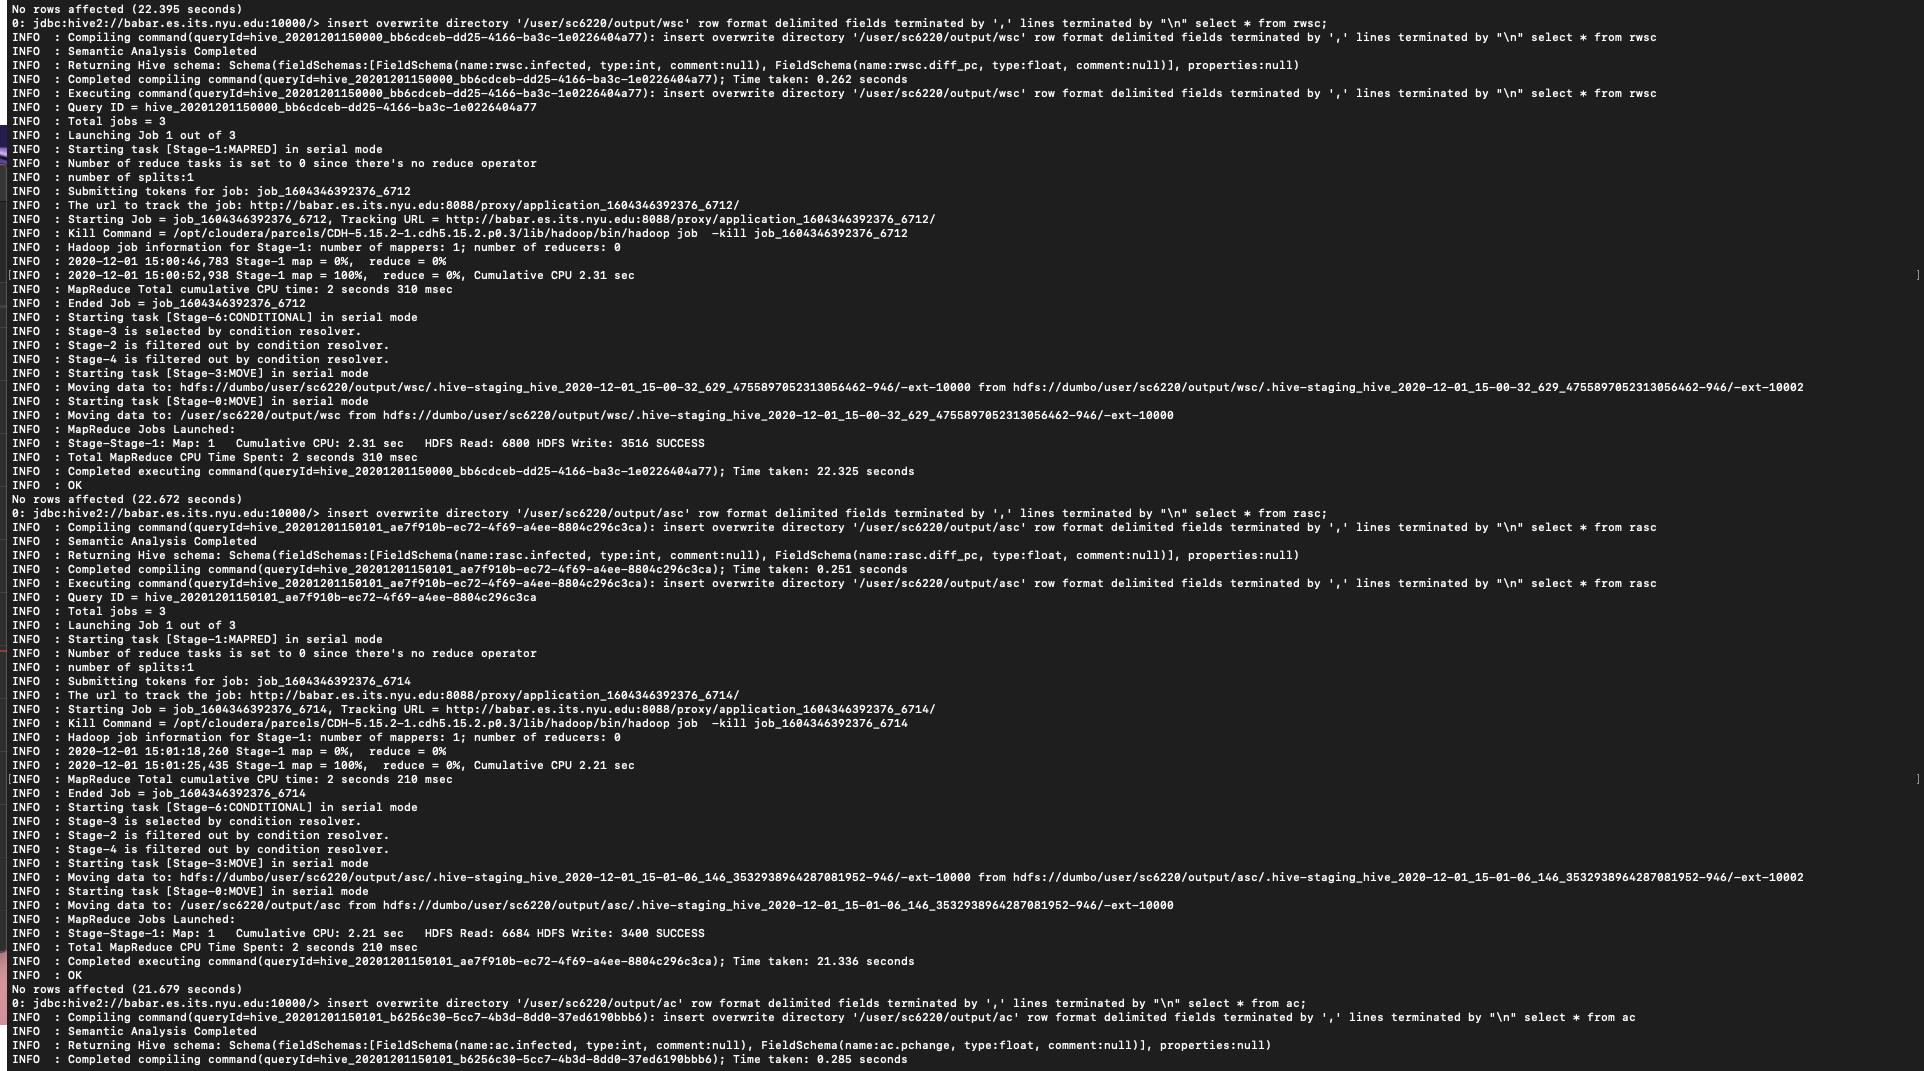 No rows affected (22.395 seconds)
0: jdbc:hive2://babar.es.its.nyu.edu:10000/> insert overwrite directory '/user/sc6220/output/wsc' row format delimited fields terminated by ',' lines terminated by "\n" select * from rwsc;
INFO  : Compiling command(queryId=hive_20201201150000_bb6cdceb-dd25-4166-ba3c-1e0226404a77): insert overwrite directory '/user/sc6220/output/wsc' row format delimited fields terminated by ',' lines terminated by "\n" select * from rwsc
INFO  : Semantic Analysis Completed
INFO  : Returning Hive schema: Schema(fieldSchemas:[FieldSchema(name:rwsc.infected, type:int, comment:null), FieldSchema(name:rwsc.diff_pc, type:float, comment:null)], properties:null)
INFO  : Completed compiling command(queryId=hive_20201201150000_bb6cdceb-dd25-4166-ba3c-1e0226404a77); Time taken: 0.262 seconds
INFO  : Executing command(queryId=hive_20201201150000_bb6cdceb-dd25-4166-ba3c-1e0226404a77): insert overwrite directory '/user/sc6220/output/wsc' row format delimited fields terminated by ',' lines terminated by "\n" select * from rwsc
INFO  : Query ID = hive_20201201150000_bb6cdceb-dd25-4166-ba3c-1e0226404a77
INFO  : Total jobs = 3
INFO  : Launching Job 1 out of 3
INFO  : Starting task [Stage-1:MAPRED] in serial mode
INFO  : Number of reduce tasks is set to 0 since there's no reduce operator
INFO  : number of splits:1
INFO  : Submitting tokens for job: job_1604346392376_6712
INFO  : The url to track the job: http://babar.es.its.nyu.edu:8088/proxy/application_1604346392376_6712/
INFO  : Starting Job = job_1604346392376_6712, Tracking URL = http://babar.es.its.nyu.edu:8088/proxy/application_1604346392376_6712/
INFO  : Kill Command = /opt/cloudera/parcels/CDH-5.15.2-1.cdh5.15.2.p0.3/lib/hadoop/bin/hadoop job  -kill job_1604346392376_6712
INFO  : Hadoop job information for Stage-1: number of mappers: 1; number of reducers: 0
INFO  : 2020-12-01 15:00:46,783 Stage-1 map = 0%,  reduce = 0%
[INFO  : 2020-12-01 15:00:52,938 Stage-1 map = 100%,  reduce = 0%, Cumulative CPU 2.31 sec ]
INFO  : MapReduce Total cumulative CPU time: 2 seconds 310 msec
INFO  : Ended Job = job_1604346392376_6712
INFO  : Starting task [Stage-6:CONDITIONAL] in serial mode
INFO  : Stage-3 is selected by condition resolver.
INFO  : Stage-2 is filtered out by condition resolver.
INFO  : Stage-4 is filtered out by condition resolver.
INFO  : Starting task [Stage-3:MOVE] in serial mode
INFO  : Moving data to: hdfs://dumbo/user/sc6220/output/wsc/.hive-staging_hive_2020-12-01_15-00-32_629_4755897052313056462-946/-ext-10000 from hdfs://dumbo/user/sc6220/output/wsc/.hive-staging_hive_2020-12-01_15-00-32_629_4755897052313056462-946/-ext-10002
INFO  : Starting task [Stage-0:MOVE] in serial mode
INFO  : Moving data to: /user/sc6220/output/wsc from hdfs://dumbo/user/sc6220/output/wsc/.hive-staging_hive_2020-12-01_15-00-32_629_4755897052313056462-946/-ext-10000
INFO  : MapReduce Jobs Launched:
INFO  : Stage-Stage-1: Map: 1   Cumulative CPU: 2.31 sec   HDFS Read: 6800 HDFS Write: 3516 SUCCESS
INFO  : Total MapReduce CPU Time Spent: 2 seconds 310 msec
INFO  : Completed executing command(queryId=hive_20201201150000_bb6cdceb-dd25-4166-ba3c-1e0226404a77); Time taken: 22.325 seconds
INFO  : OK
No rows affected (22.672 seconds)
0: jdbc:hive2://babar.es.its.nyu.edu:10000/> insert overwrite directory '/user/sc6220/output/asc' row format delimited fields terminated by ',' lines terminated by "\n" select * from rasc;
INFO  : Compiling command(queryId=hive_20201201150101_ae7f910b-ec72-4f69-a4ee-8804c296c3ca): insert overwrite directory '/user/sc6220/output/asc' row format delimited fields terminated by ',' lines terminated by "\n" select * from rasc
INFO  : Semantic Analysis Completed
INFO  : Returning Hive schema: Schema(fieldSchemas:[FieldSchema(name:rasc.infected, type:int, comment:null), FieldSchema(name:rasc.diff_pc, type:float, comment:null)], properties:null)
INFO  : Completed compiling command(queryId=hive_20201201150101_ae7f910b-ec72-4f69-a4ee-8804c296c3ca); Time taken: 0.251 seconds
INFO  : Executing command(queryId=hive_20201201150101_ae7f910b-ec72-4f69-a4ee-8804c296c3ca): insert overwrite directory '/user/sc6220/output/asc' row format delimited fields terminated by ',' lines terminated by "\n" select * from rasc
INFO  : Query ID = hive_20201201150101_ae7f910b-ec72-4f69-a4ee-8804c296c3ca
INFO  : Total jobs = 3
INFO  : Launching Job 1 out of 3
INFO  : Starting task [Stage-1:MAPRED] in serial mode
INFO  : Number of reduce tasks is set to 0 since there's no reduce operator
INFO  : number of splits:1
INFO  : Submitting tokens for job: job_1604346392376_6714
INFO  : The url to track the job: http://babar.es.its.nyu.edu:8088/proxy/application_1604346392376_6714/
INFO  : Starting Job = job_1604346392376_6714, Tracking URL = http://babar.es.its.nyu.edu:8088/proxy/application_1604346392376_6714/
INFO  : Kill Command = /opt/cloudera/parcels/CDH-5.15.2-1.cdh5.15.2.p0.3/lib/hadoop/bin/hadoop job  -kill job_1604346392376_6714
INFO  : Hadoop job information for Stage-1: number of mappers: 1; number of reducers: 0
INFO  : 2020-12-01 15:01:18,260 Stage-1 map = 0%,  reduce = 0%
INFO  : 2020-12-01 15:01:25,435 Stage-1 map = 100%,  reduce = 0%, Cumulative CPU 2.21 sec
[INFO  : MapReduce Total cumulative CPU time: 2 seconds 210 msec ]
INFO  : Ended Job = job_1604346392376_6714
INFO  : Starting task [Stage-6:CONDITIONAL] in serial mode
INFO  : Stage-3 is selected by condition resolver.
INFO  : Stage-2 is filtered out by condition resolver.
INFO  : Stage-4 is filtered out by condition resolver.
INFO  : Starting task [Stage-3:MOVE] in serial mode
INFO  : Moving data to: hdfs://dumbo/user/sc6220/output/asc/.hive-staging_hive_2020-12-01_15-01-06_146_3532938964287081952-946/-ext-10000 from hdfs://dumbo/user/sc6220/output/asc/.hive-staging_hive_2020-12-01_15-01-06_146_3532938964287081952-946/-ext-10002
INFO  : Starting task [Stage-0:MOVE] in serial mode
INFO  : Moving data to: /user/sc6220/output/asc from hdfs://dumbo/user/sc6220/output/asc/.hive-staging_hive_2020-12-01_15-01-06_146_3532938964287081952-946/-ext-10000
INFO  : MapReduce Jobs Launched:
INFO  : Stage-Stage-1: Map: 1   Cumulative CPU: 2.21 sec   HDFS Read: 6684 HDFS Write: 3400 SUCCESS
INFO  : Total MapReduce CPU Time Spent: 2 seconds 210 msec
INFO  : Completed executing command(queryId=hive_20201201150101_ae7f910b-ec72-4f69-a4ee-8804c296c3ca); Time taken: 21.336 seconds
INFO  : OK
No rows affected (21.679 seconds)
0: jdbc:hive2://babar.es.its.nyu.edu:10000/> insert overwrite directory '/user/sc6220/output/ac' row format delimited fields terminated by ',' lines terminated by "\n" select * from ac;
INFO  : Compiling command(queryId=hive_20201201150101_b6256c30-5cc7-4b3d-8dd0-37ed6190bbb6): insert overwrite directory '/user/sc6220/output/ac' row format delimited fields terminated by ',' lines terminated by "\n" select * from ac
INFO  : Semantic Analysis Completed
INFO  : Returning Hive schema: Schema(fieldSchemas:[FieldSchema(name:ac.infected, type:int, comment:null), FieldSchema(name:ac.pchange, type:float, comment:null)], properties:null)
INFO  : Completed compiling command(queryId=hive_20201201150101_b6256c30-5cc7-4b3d-8dd0-37ed6190bbb6); Time taken: 0.285 seconds